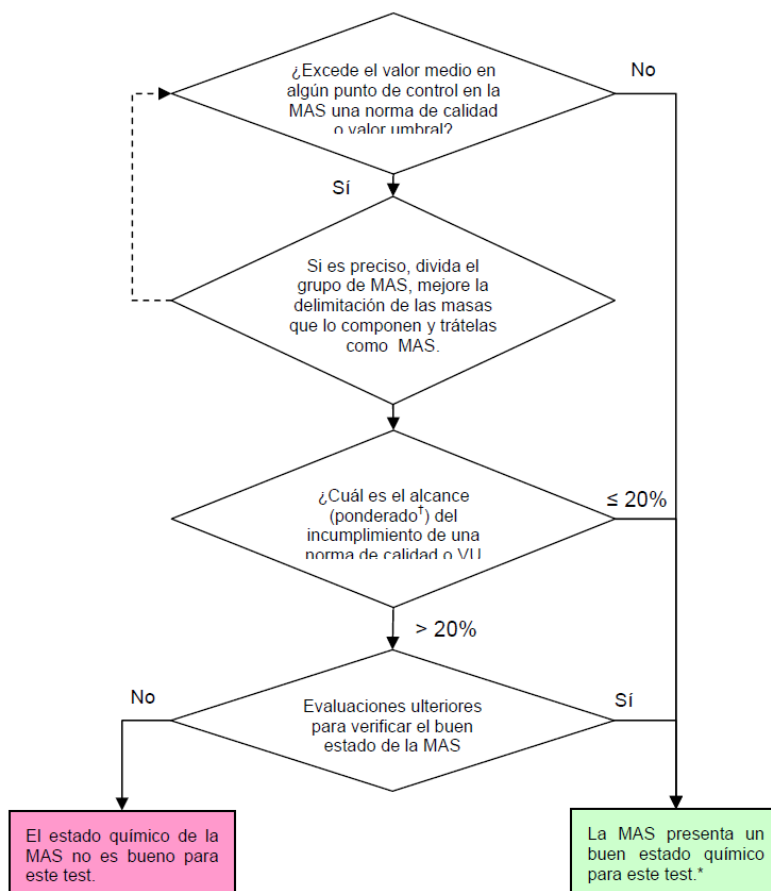 ¿Excede el valor medio en
algún punto de control en la
MAS una norma de calidad
o valor umbral?
No
Sí
Si es preciso, divida el
grupo de MAS, mejore la
delimitación de las masas
que lo componen y trátelas
como MAS.
¿Cuál es el alcance
(ponderado†) del
incumplimiento de una
norma de calidad o VU
≤ 20%
> 20%
No
Evaluaciones ulteriores
para verificar el buen
estado de la MAS
Sí
El estado químico de la
MAS no es bueno para
este test.
La MAS presenta un
buen estado químico
para este test.*